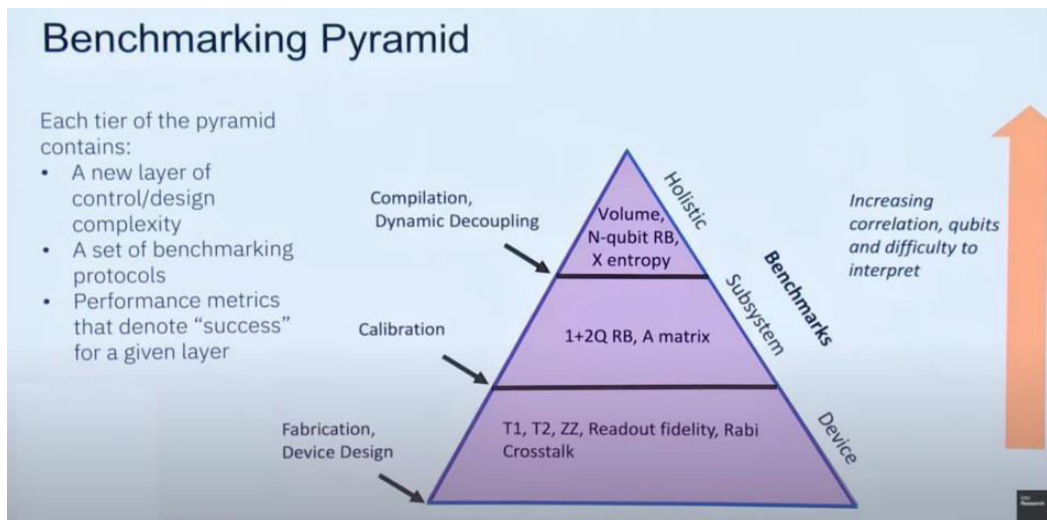 Benchmarking Pyramid
Each tier of the pyramid
contains:
• A new layer of
control/design
complexity
• A set of benchmarking
protocols
• Performance metrics
that denote “success”
for a given layer
Compilation,
Dynamic Decoupling
Calibration
Fabrication,
Device Design
Volume,
N-qubit RB,
X entropy
1+2Q RB, A matrix
T1, T2, ZZ, Readout fidelity, Rabi
Crosstalk
Holistic
Subsystem
Device
Benchmarks
Increasing
correlation, qubits
and difficulty to
interpret
Research